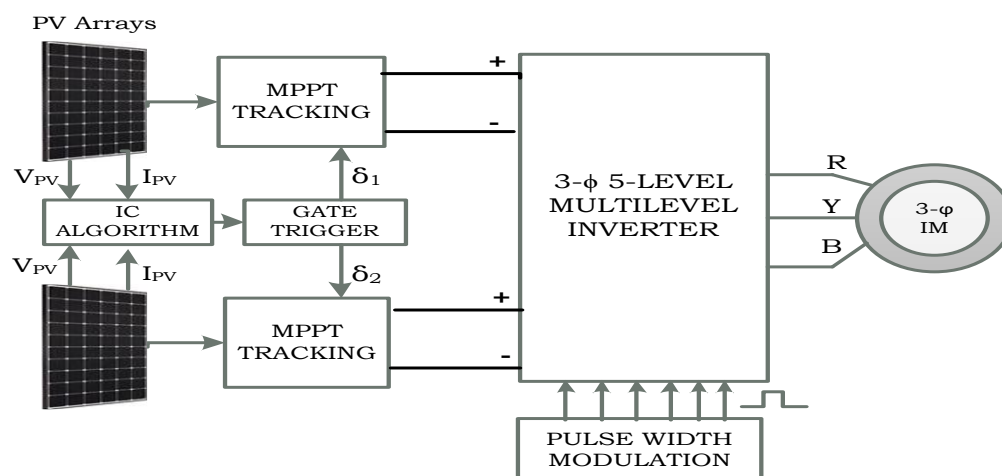 PV Arrays
MPPT
TRACKING
+
-
VPV
IPV
δ1
IC
ALGORITHM
GATE
TRIGGER
3-ϕ 5-LEVEL
MULTILEVEL
INVERTER
R
Y
B
3-φ
IM
VPV
IPV
δ2
MPPT
TRACKING
+
-
PULSE WIDTH
MODULATION